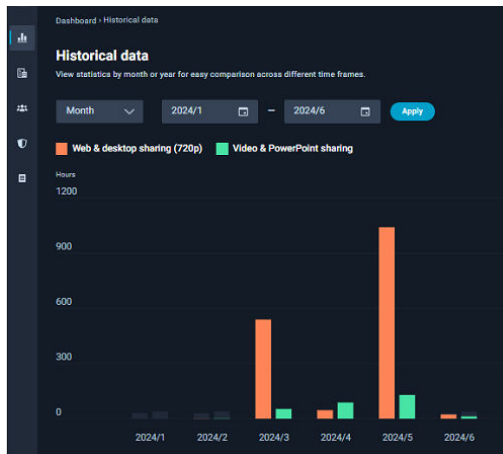 Dashboard › Historical data
Historical data
View statistics by month or year for easy comparison across different time frames.
Month 2024/1 – 2024/6 Apply
Web & desktop sharing (720p) Video & PowerPoint sharing
Hours
1200
900
600
300
0
2024/1 2024/2 2024/3 2024/4 2024/5 2024/6